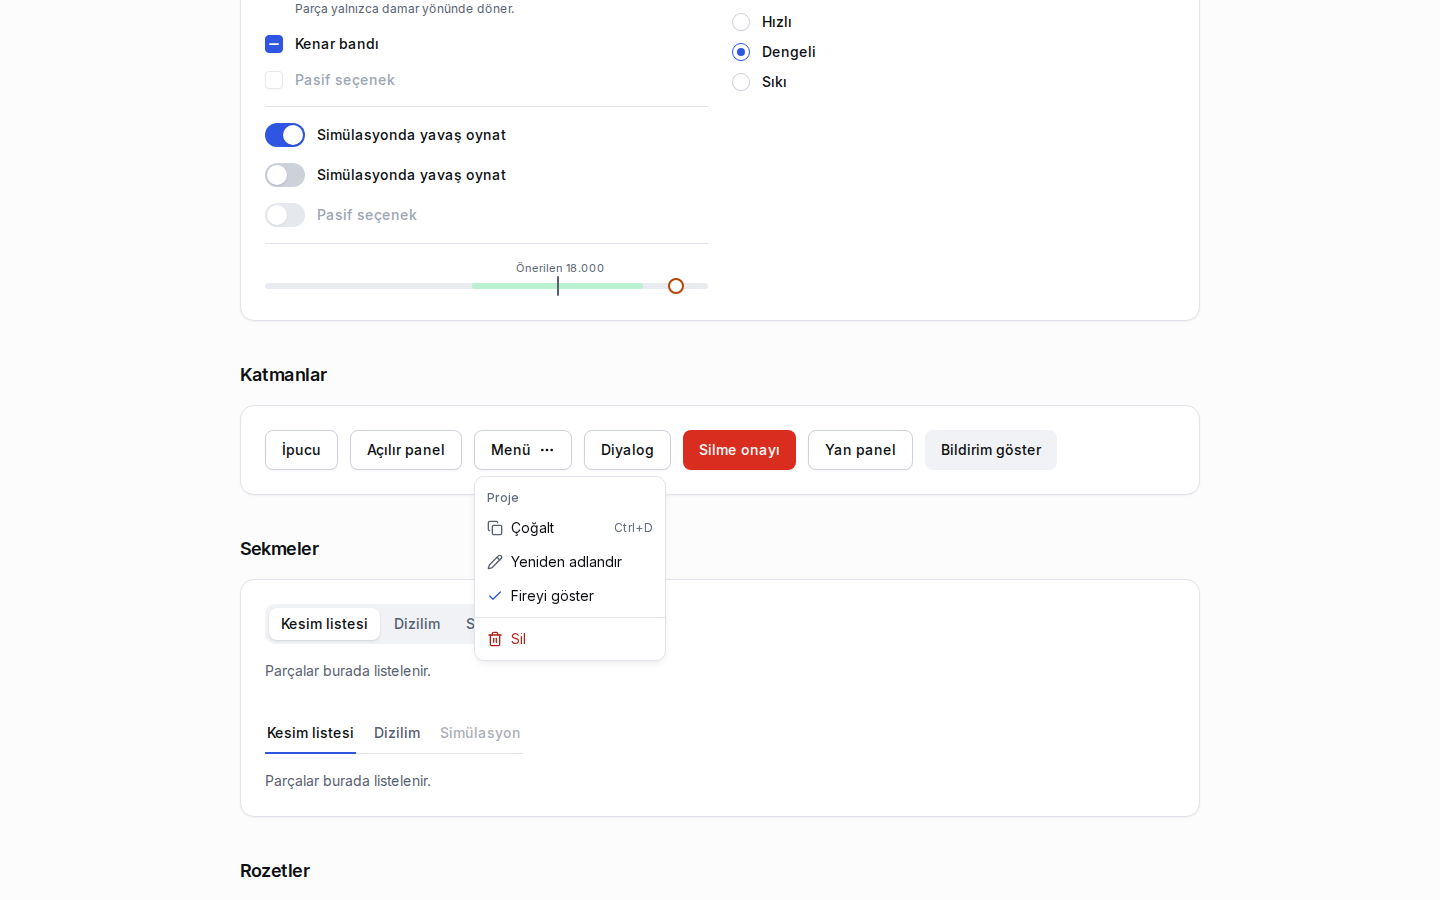 Parça yalnızca damar yönünde döner.
Kenar bandı
Pasif seçenek
Hızlı
Dengeli
Sıkı
Simülasyonda yavaş oynat
Simülasyonda yavaş oynat
Pasif seçenek
Önerilen 18.000
Katmanlar
İpucu
Açılır panel
Menü
Diyalog
Silme onayı
Yan panel
Bildirim göster
Proje
Çoğalt Ctrl+D
Yeniden adlandır
Fireyi göster
Sil
Sekmeler
Kesim listesi Dizilim S
Parçalar burada listelenir.
Kesim listesi Dizilim Simülasyon
Parçalar burada listelenir.
Rozetler